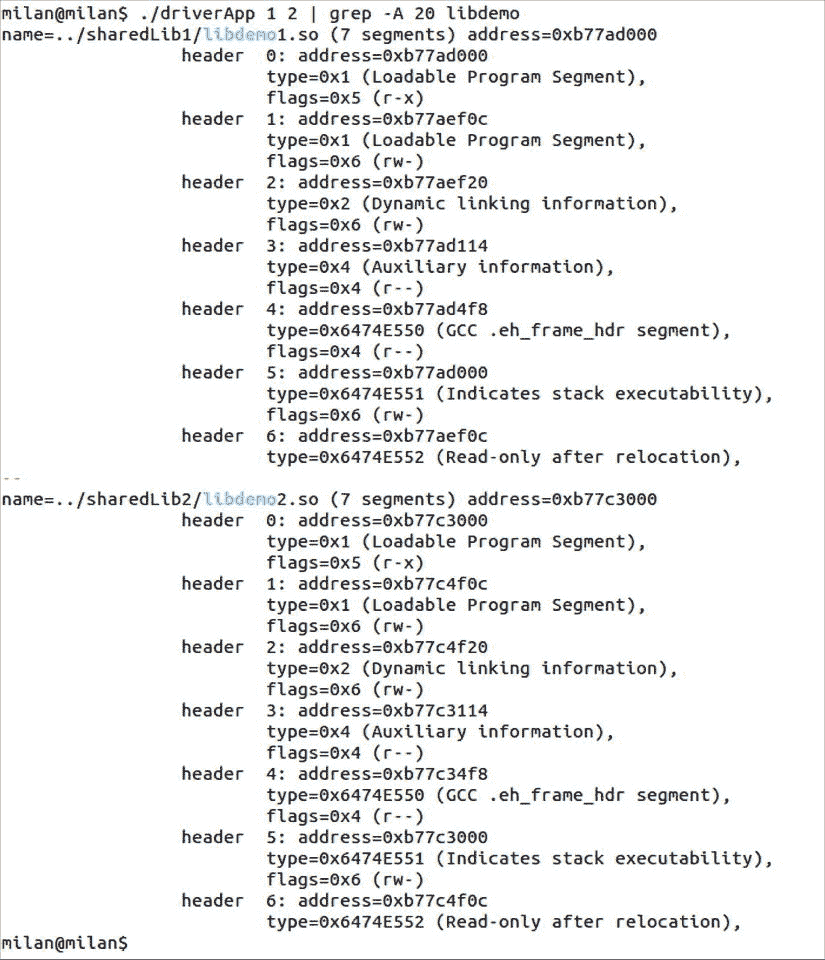 milan@milan$ ./driverApp 1 2 | grep -A 20 libdemo
name=../sharedLib1/libdemo1.so (7 segments) address=0xb77ad000
header 0: address=0xb77ad000
type=0x1 (Loadable Program Segment),
flags=0x5 (r-x)
header 1: address=0xb77aef0c
type=0x1 (Loadable Program Segment),
flags=0x6 (rw-)
header 2: address=0xb77aef20
type=0x2 (Dynamic linking information),
flags=0x6 (rw-)
header 3: address=0xb77ad114
type=0x4 (Auxiliary information),
flags=0x4 (r--)
header 4: address=0xb77ad4f8
type=0x6474E550 (GCC .eh_frame_hdr segment),
flags=0x4 (r--)
header 5: address=0xb77ad000
type=0x6474E551 (Indicates stack executability),
flags=0x6 (rw-)
header 6: address=0xb77aef0c
type=0x6474E552 (Read-only after relocation),
--
name=../sharedLib2/libdemo2.so (7 segments) address=0xb77c3000
header 0: address=0xb77c3000
type=0x1 (Loadable Program Segment),
flags=0x5 (r-x)
header 1: address=0xb77c4f0c
type=0x1 (Loadable Program Segment),
flags=0x6 (rw-)
header 2: address=0xb77c4f20
type=0x2 (Dynamic linking information),
flags=0x6 (rw-)
header 3: address=0xb77c3114
type=0x4 (Auxiliary information),
flags=0x4 (r--)
header 4: address=0xb77c34f8
type=0x6474E550 (GCC .eh_frame_hdr segment),
flags=0x4 (r--)
header 5: address=0xb77c3000
type=0x6474E551 (Indicates stack executability),
flags=0x6 (rw-)
header 6: address=0xb77c4f0c
type=0x6474E552 (Read-only after relocation),
milan@milan$